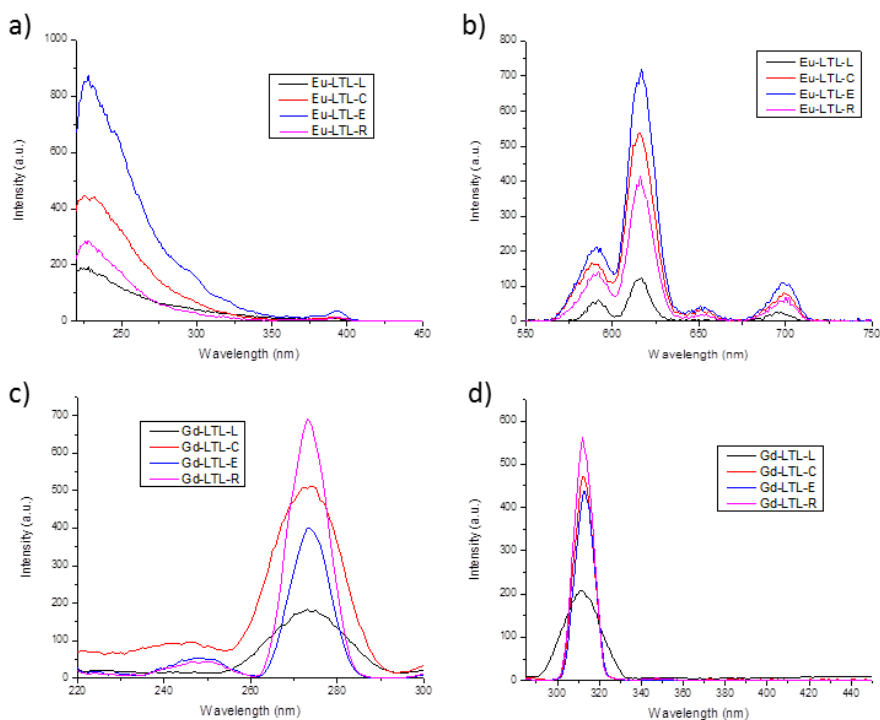 a)
1000
800
600
400
200
0
250
300
350
400
450
Intensity (a.u.)
Wavelength (nm)
Eu-LTL-L
Eu-LTL-C
Eu-LTL-E
Eu-LTL-R
b)
800
700
600
500
400
300
200
100
0
550
600
650
700
750
Intensity (a.u.)
Wavelength (nm)
Eu-LTL-L
Eu-LTL-C
Eu-LTL-E
Eu-LTL-R
c)
700
600
500
400
300
200
100
0
220
240
260
280
300
Intensity (a.u.)
Wavelength (nm)
Gd-LTL-L
Gd-LTL-C
Gd-LTL-E
Gd-LTL-R
d)
600
500
400
300
200
100
0
300
320
340
360
380
400
420
440
Intensity (a.u.)
Wavelength (nm)
Gd-LTL-L
Gd-LTL-C
Gd-LTL-E
Gd-LTL-R